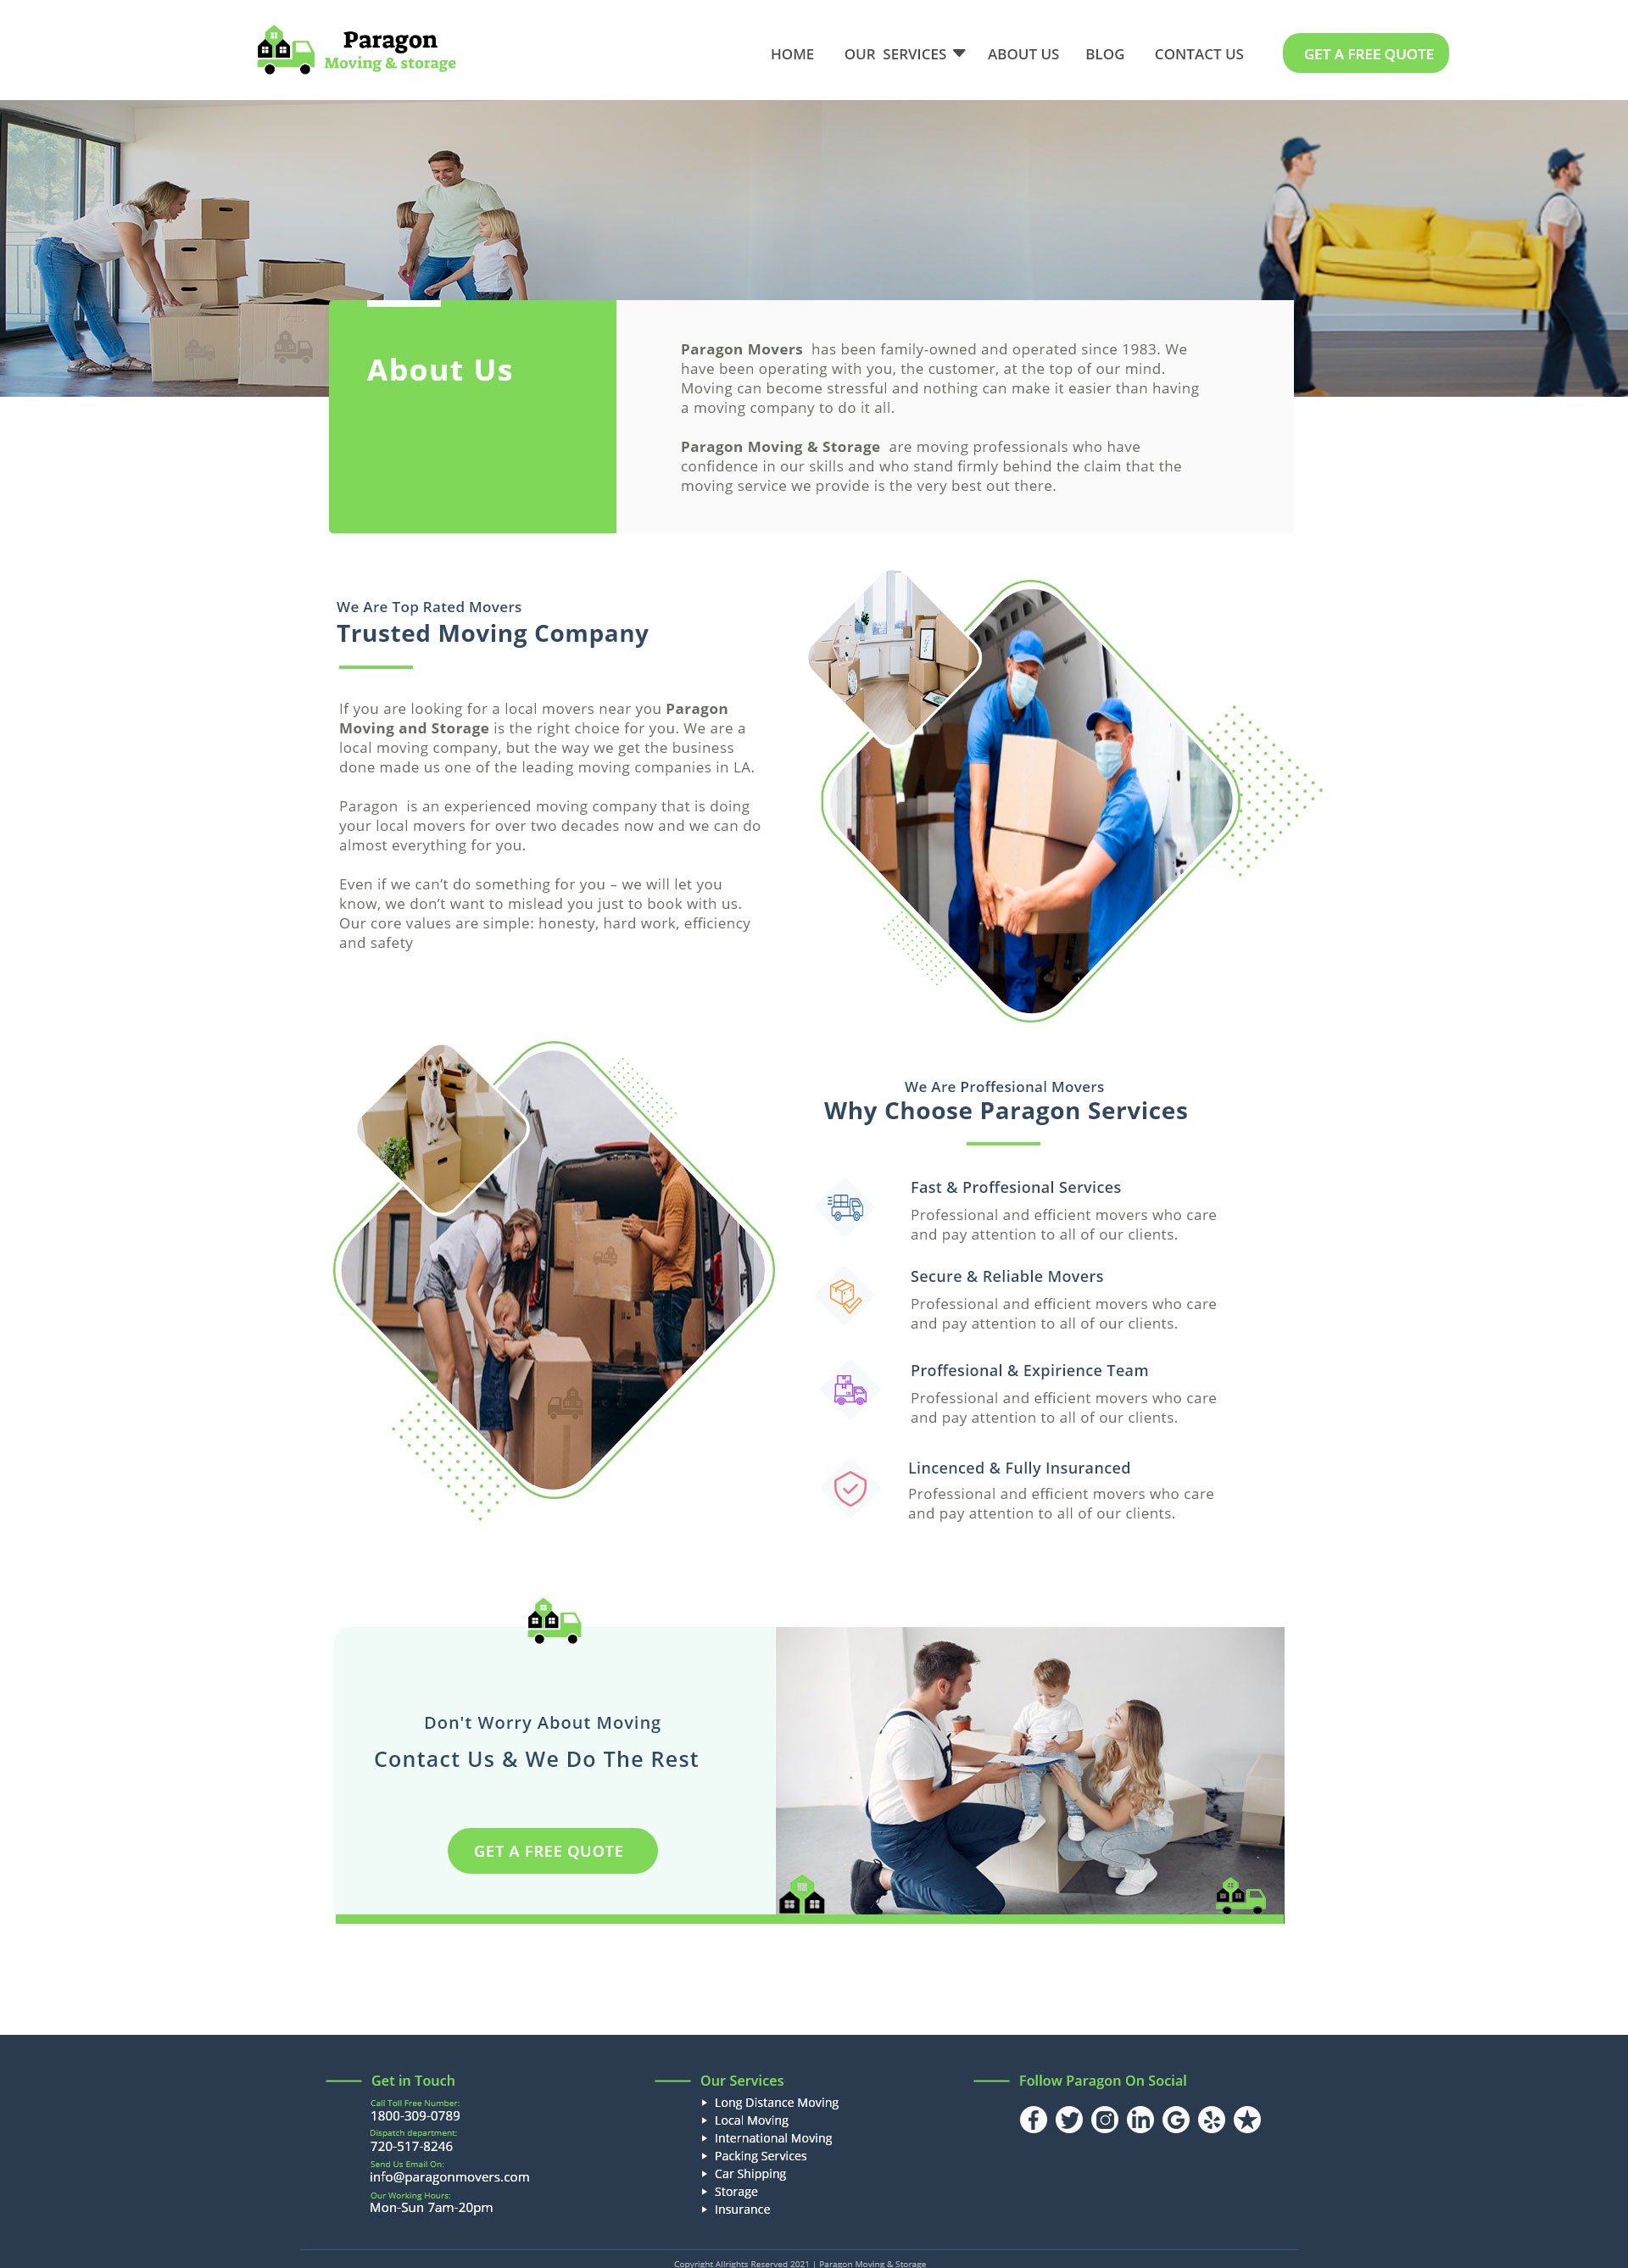 Paragon
Moving & storage
HOME
OUR SERVICES
ABOUT US
BLOG
CONTACT US
GET A FREE QUOTE
About Us
Paragon Movers has been family-owned and operated since 1983. We
have been operating with you, the customer, at the top of our mind.
Moving can become stressful and nothing can make it easier than having
a moving company to do it all.
Paragon Moving & Storage are moving professionals who have
confidence in our skills and who stand firmly behind the claim that the
moving service we provide is the very best out there.
We Are Top Rated Movers
Trusted Moving Company
If you are looking for a local movers near you Paragon
Moving and Storage is the right choice for you. We are a
local moving company, but the way we get the business
done made us one of the leading moving companies in LA.
Paragon is an experienced moving company that is doing
your local movers for over two decades now and we can do
almost everything for you.
Even if we can’t do something for you – we will let you
know, we don’t want to mislead you just to book with us.
Our core values are simple: honesty, hard work, efficiency
and safety
We Are Proffesional Movers
Why Choose Paragon Services
Fast & Proffesional Services
Professional and efficient movers who care
and pay attention to all of our clients.
Secure & Reliable Movers
Professional and efficient movers who care
and pay attention to all of our clients.
Proffesional & Expirience Team
Professional and efficient movers who care
and pay attention to all of our clients.
Lincenced & Fully Insuranced
Professional and efficient movers who care
and pay attention to all of our clients.
Don't Worry About Moving
Contact Us & We Do The Rest
GET A FREE QUOTE
Get in Touch
Call Toll Free Number:
1800-309-0789
Dispatch department:
720-517-8246
Send Us Email On:
info@paragonmovers.com
Our Working Hours:
Mon-Sun 7am-20pm
Our Services
Long Distance Moving
Local Moving
International Moving
Packing Services
Car Shipping
Storage
Insurance
Follow Paragon On Social
Copyright Allrights Reserved 2021 | Paragon Moving & Storage